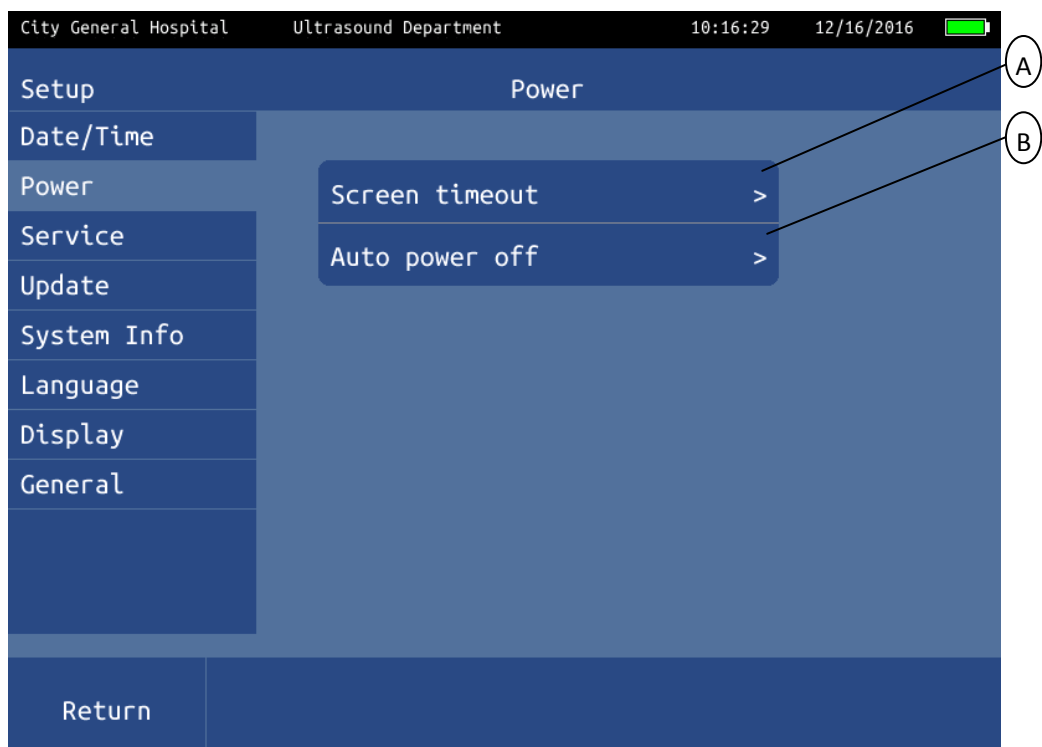 City General Hospital Ultrasound Department 10:16:29 12/16/2016
A
Setup Power
Date/Time
B
Power
Screen timeout >
Service
Auto power off >
Update
System Info
Language
Display
General
Return